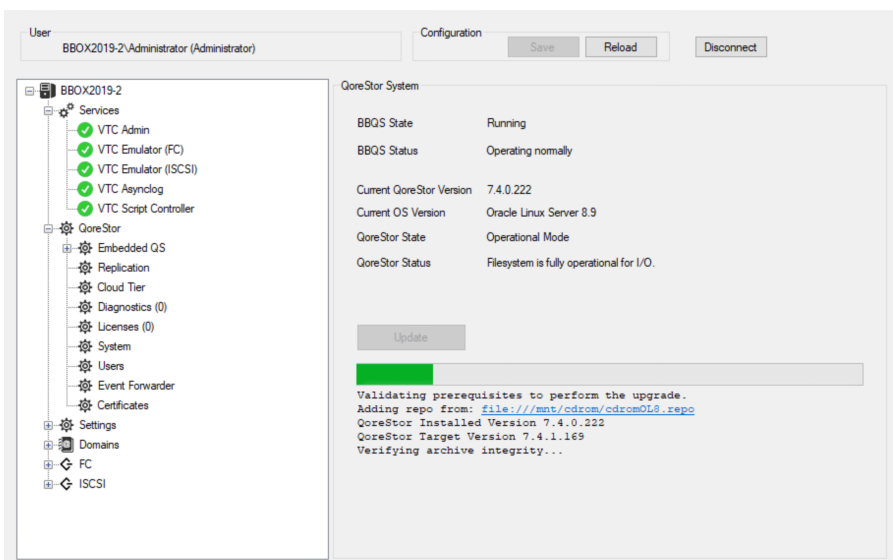 User
BBOX2019-2\Administrator (Administrator)
Configuration
Save
Reload
Disconnect
BBOX2019-2
Services
VTC Admin
VTC Emulator (FC)
VTC Emulator (ISCSI)
VTC Asynclog
VTC Script Controller
QoreStor
Embedded QS
Replication
Cloud Tier
Diagnostics (0)
Licenses (0)
System
Users
Event Forwarder
Certificates
Settings
Domains
FC
ISCSI
QoreStor System
BBQS State Running
BBQS Status Operating normally
Current QoreStor Version 7.4.0.222
Current OS Version Oracle Linux Server 8.9
QoreStor State Operational Mode
QoreStor Status Filesystem is fully operational for I/O.
Update
Validating prerequisites to perform the upgrade.
Adding repo from: file:///mnt/cdrom/cdromOL8.repo
QoreStor Installed Version 7.4.0.222
QoreStor Target Version 7.4.1.169
Verifying archive integrity...